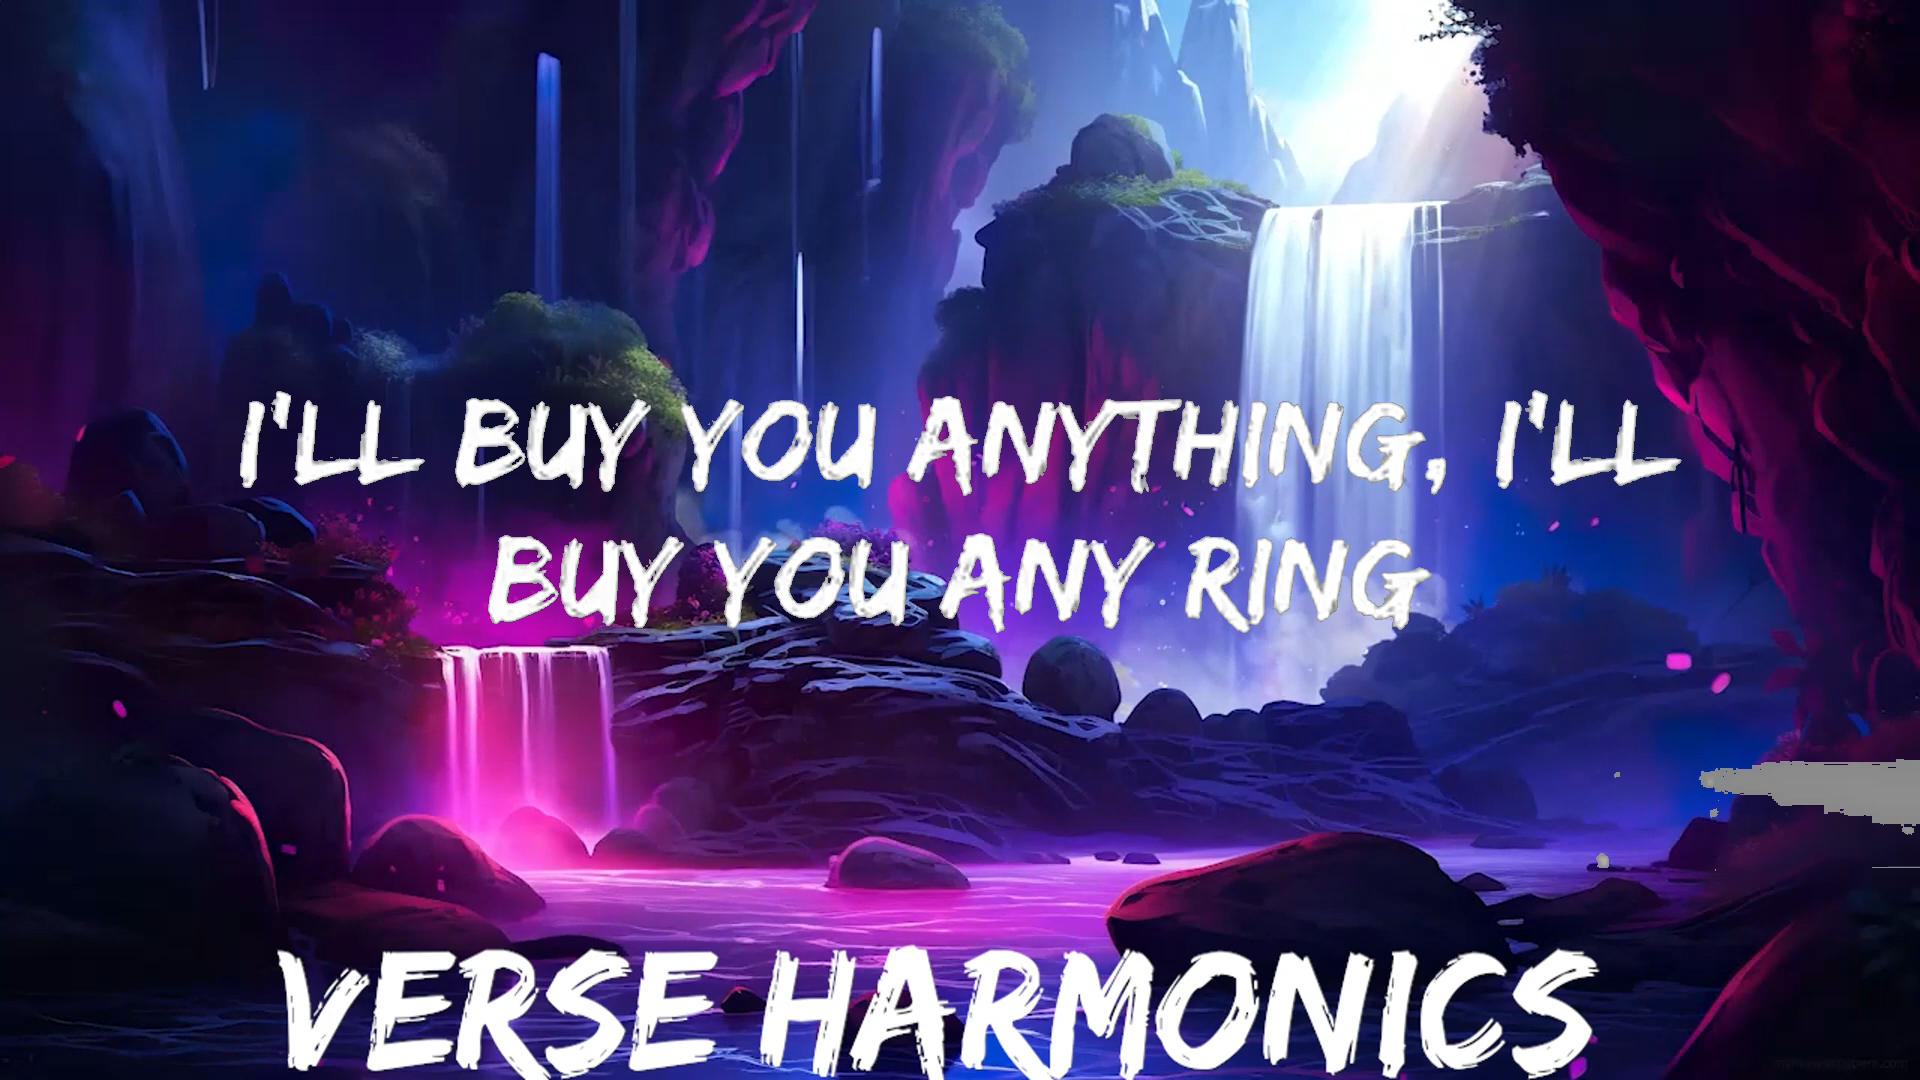 I'LL BUY YOU ANYTHING, I'LL
BUY YOU ANY RING
VERSE HARMONICS